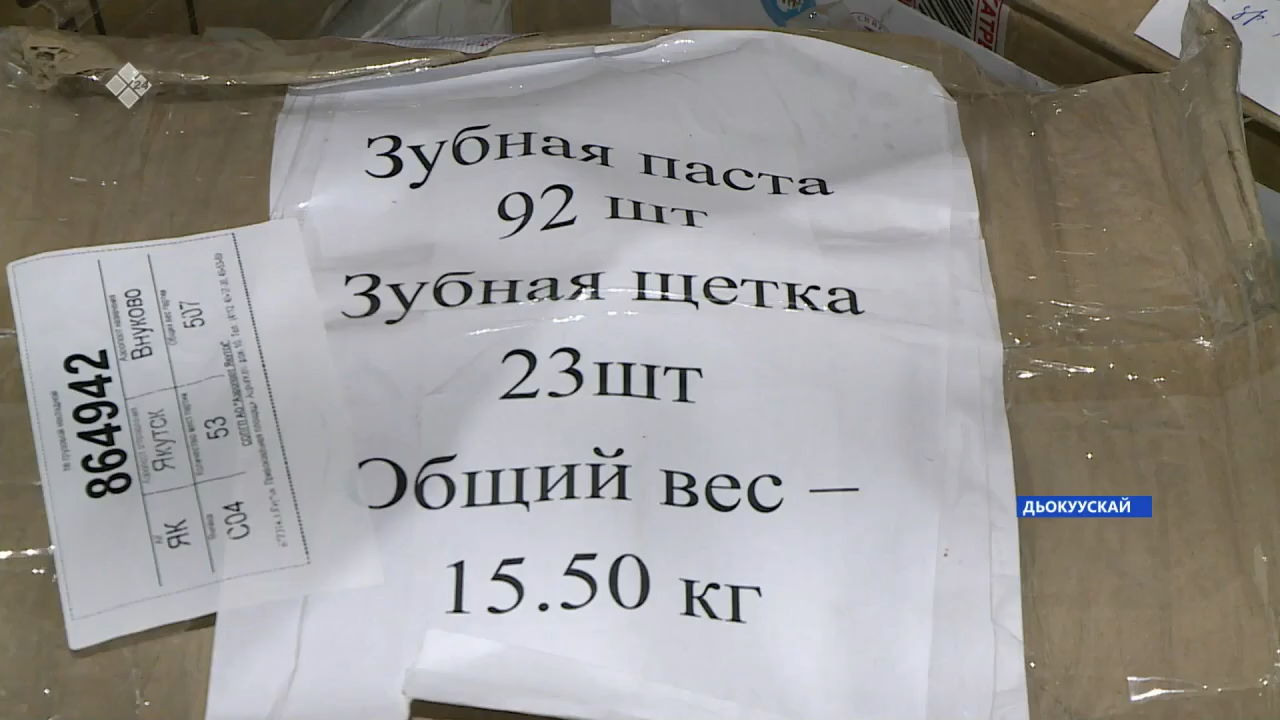 Зубная паста
92 шт
Зубная щетка
23шт
Общий вес –
15.50 кг
864942
Якутск
Внуково
ЯК
53
507
С04
24
ДЬОКУУСКАЙ